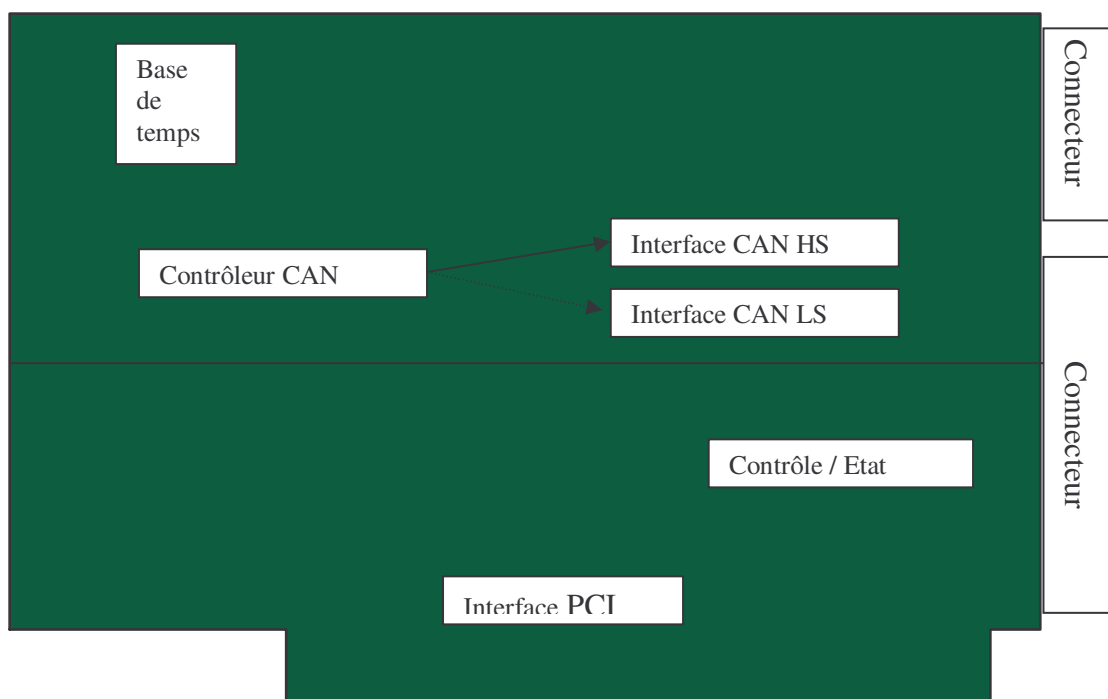 Base
de
temps
Connecteur
Contrôleur CAN
Interface CAN HS
Interface CAN LS
Connecteur
Contrôle / Etat
Interface PCI